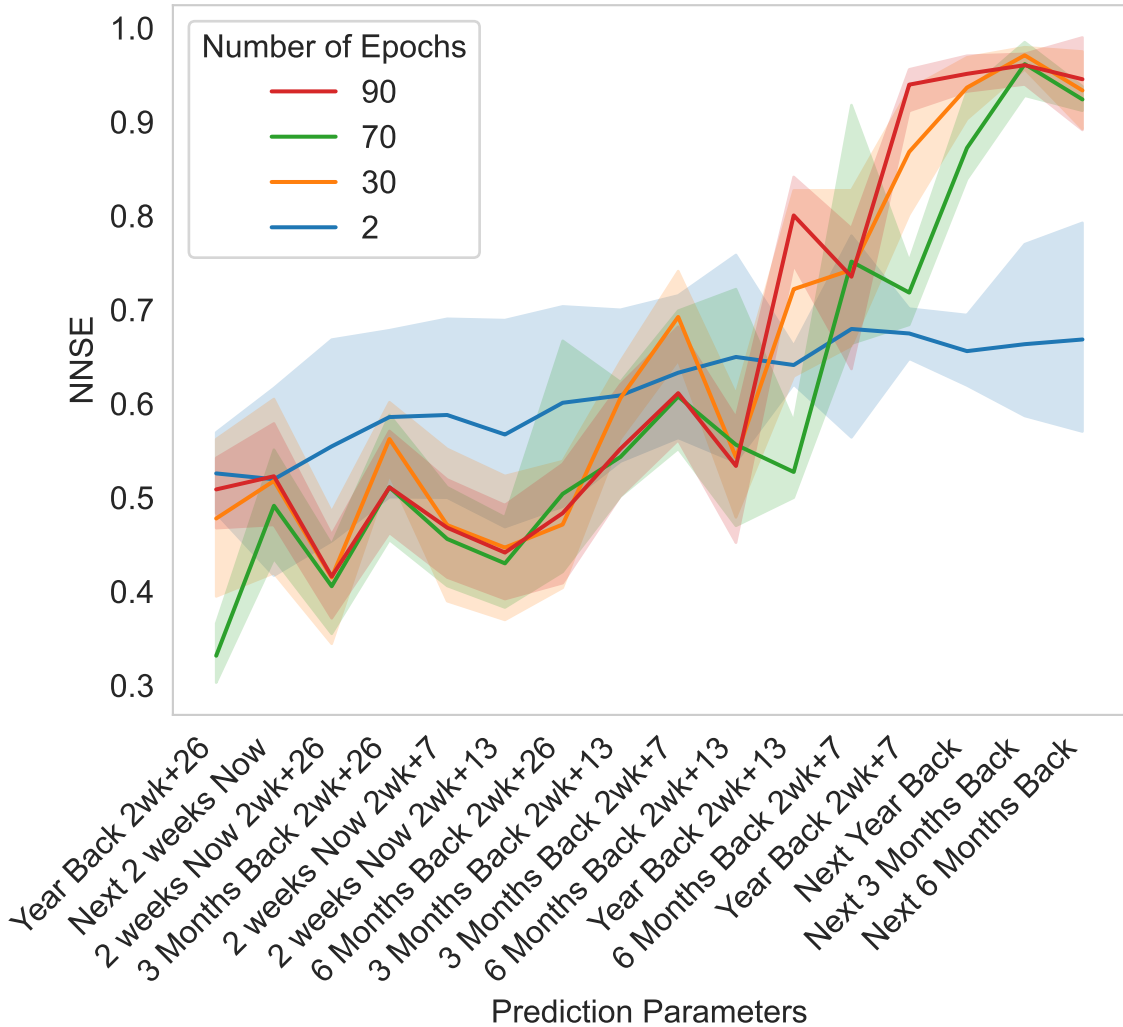 Number of Epochs
90
70
30
2
1.0
0.9
0.8
0.7
0.6
0.5
0.4
0.3
NNSE
Year Back 2wk+26
Next 2 weeks Now
2 weeks Now 2wk+26
3 Months Back 2wk+26
2 weeks Now 2wk+7
2 weeks Now 2wk+13
6 Months Back 2wk+26
3 Months Back 2wk+13
3 Months Back 2wk+7
6 Months Back 2wk+13
Year Back 2wk+13
6 Months Back 2wk+7
Year Back 2wk+7
Next Year Back
Next 3 Months Back
Next 6 Months Back
Prediction Parameters